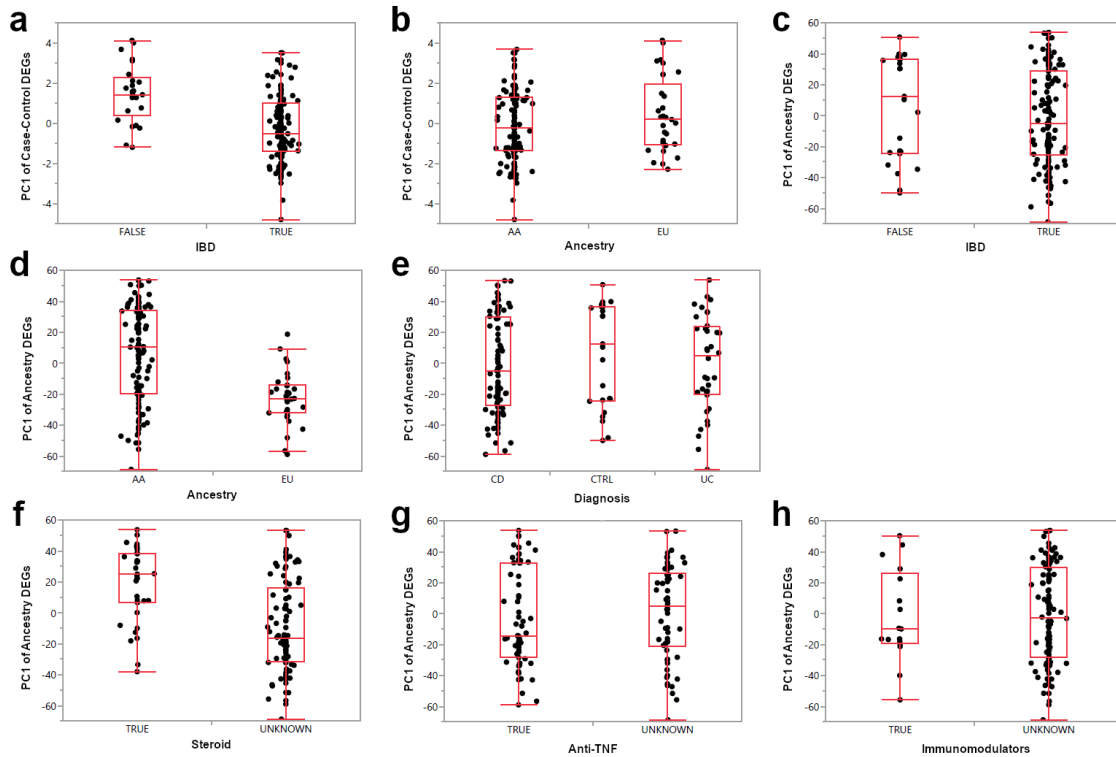 a
PC1 of Case-Control DEGs
4
2
0
-2
-4
FALSE
TRUE
IBD
b
PC1 of Case-Control DEGs
4
2
0
-2
-4
AA
EU
Ancestry
c
PC1 of Ancestry DEGs
60
40
20
0
-20
-40
-60
FALSE
TRUE
IBD
d
PC1 of Ancestry DEGs
60
40
20
0
-20
-40
-60
AA
EU
Ancestry
e
PC1 of Ancestry DEGs
60
40
20
0
-20
-40
-60
CD
CTRL
UC
Diagnosis
f
PC1 of Ancestry DEGs
60
40
20
0
-20
-40
-60
TRUE
UNKNOWN
Steroid
g
PC1 of Ancestry DEGs
60
40
20
0
-20
-40
-60
TRUE
UNKNOWN
Anti-TNF
h
PC1 of Ancestry DEGs
60
40
20
0
-20
-40
-60
TRUE
UNKNOWN
Immunomodulators